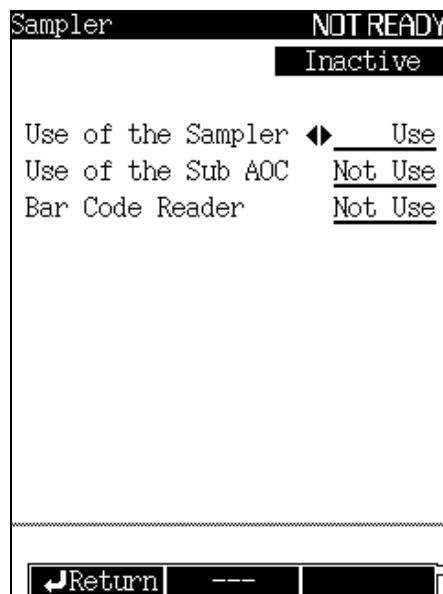 Sampler NOT READY
Inactive
Use of the Sampler Use
Use of the Sub AOC Not Use
Bar Code Reader Not Use
Return ---